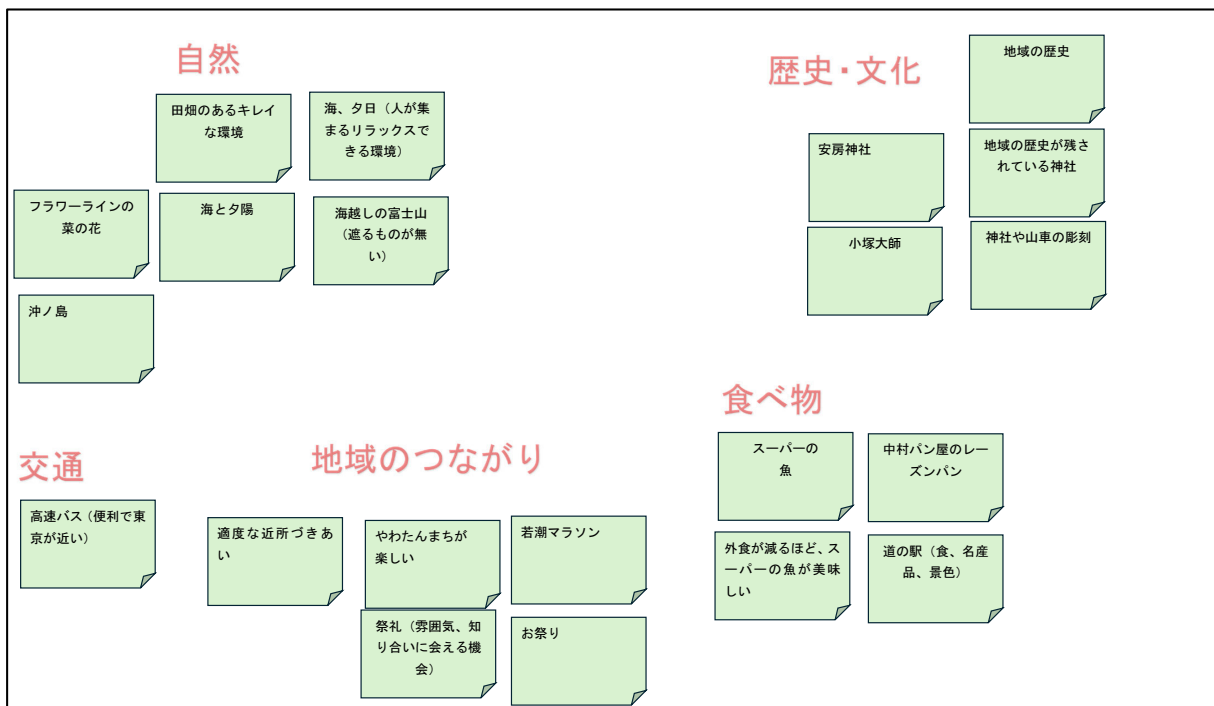 自然
田畑のあるキレイ
な環境
海、夕日（人が集
まるリラックスで
きる環境）
フラワーラインの
菜の花
海と夕陽
海越しの富士山
（遮るものが無
い）
沖ノ島
歴史・文化
地域の歴史
安房神社
地域の歴史が残さ
れている神社
小塚大師
神社や山車の彫刻
交通
高速バス（便利で東
京が近い）
地域のつながり
適度な近所づきあ
い
やわたんまちが
楽しい
若潮マラソン
祭礼（雰囲気、知
り合いに会える機
会）
お祭り
食べ物
スーパーの
魚
中村パン屋のレー
ズンパン
外食が減るほど、ス
ーパーの魚が美味
しい
道の駅（食、名産
品、景色）